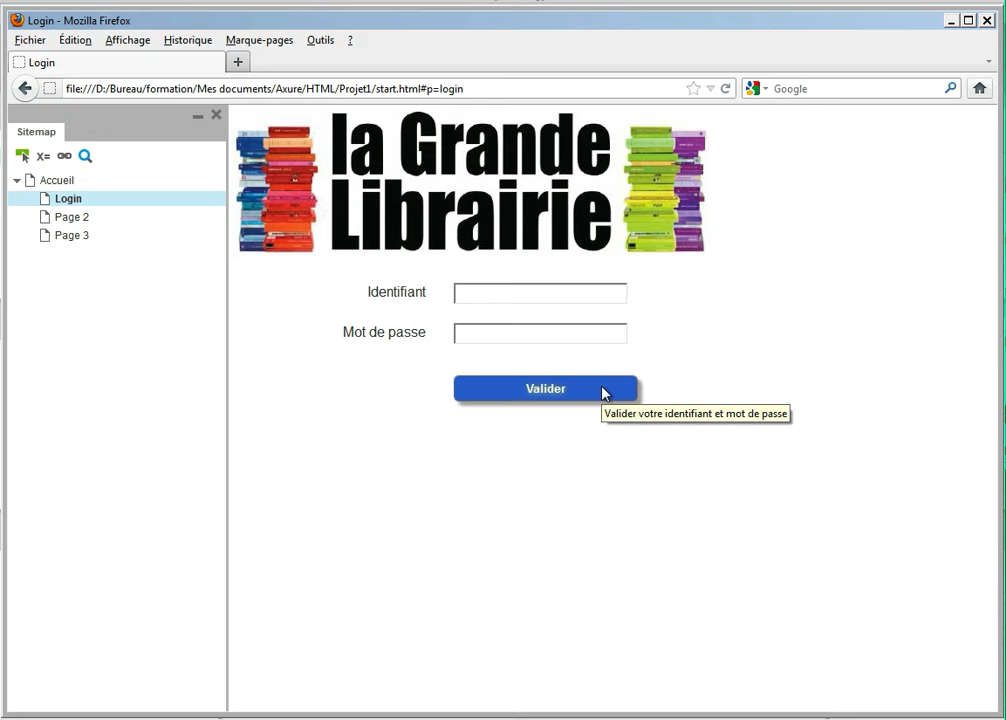 Login - Mozilla Firefox
Fichier Édition Affichage Historique Marque-pages Outils ?
Login
file:///D:/Bureau/formation/Mes documents/Axure/HTML/Projet1/start.html#p=login
Google
Sitemap
X=
Accueil
Login
Page 2
Page 3
la Grande
Librairie
Identifiant
Mot de passe
Valider
Valider votre identifiant et mot de passe